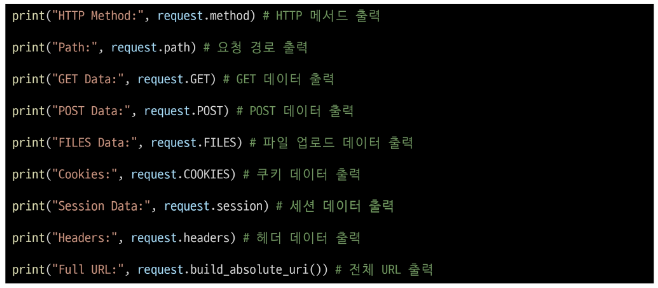 print("HTTP Method:", request.method) # HTTP 메서드 출력
print("Path:", request.path) # 요청 경로 출력
print("GET Data:", request.GET) # GET 데이터 출력
print("POST Data:", request.POST) # POST 데이터 출력
print("FILES Data:", request.FILES) # 파일 업로드 데이터 출력
print("Cookies:", request.COOKIES) # 쿠키 데이터 출력
print("Session Data:", request.session) # 세션 데이터 출력
print("Headers:", request.headers) # 헤더 데이터 출력
print("Full URL:", request.build_absolute_uri()) # 전체 URL 출력